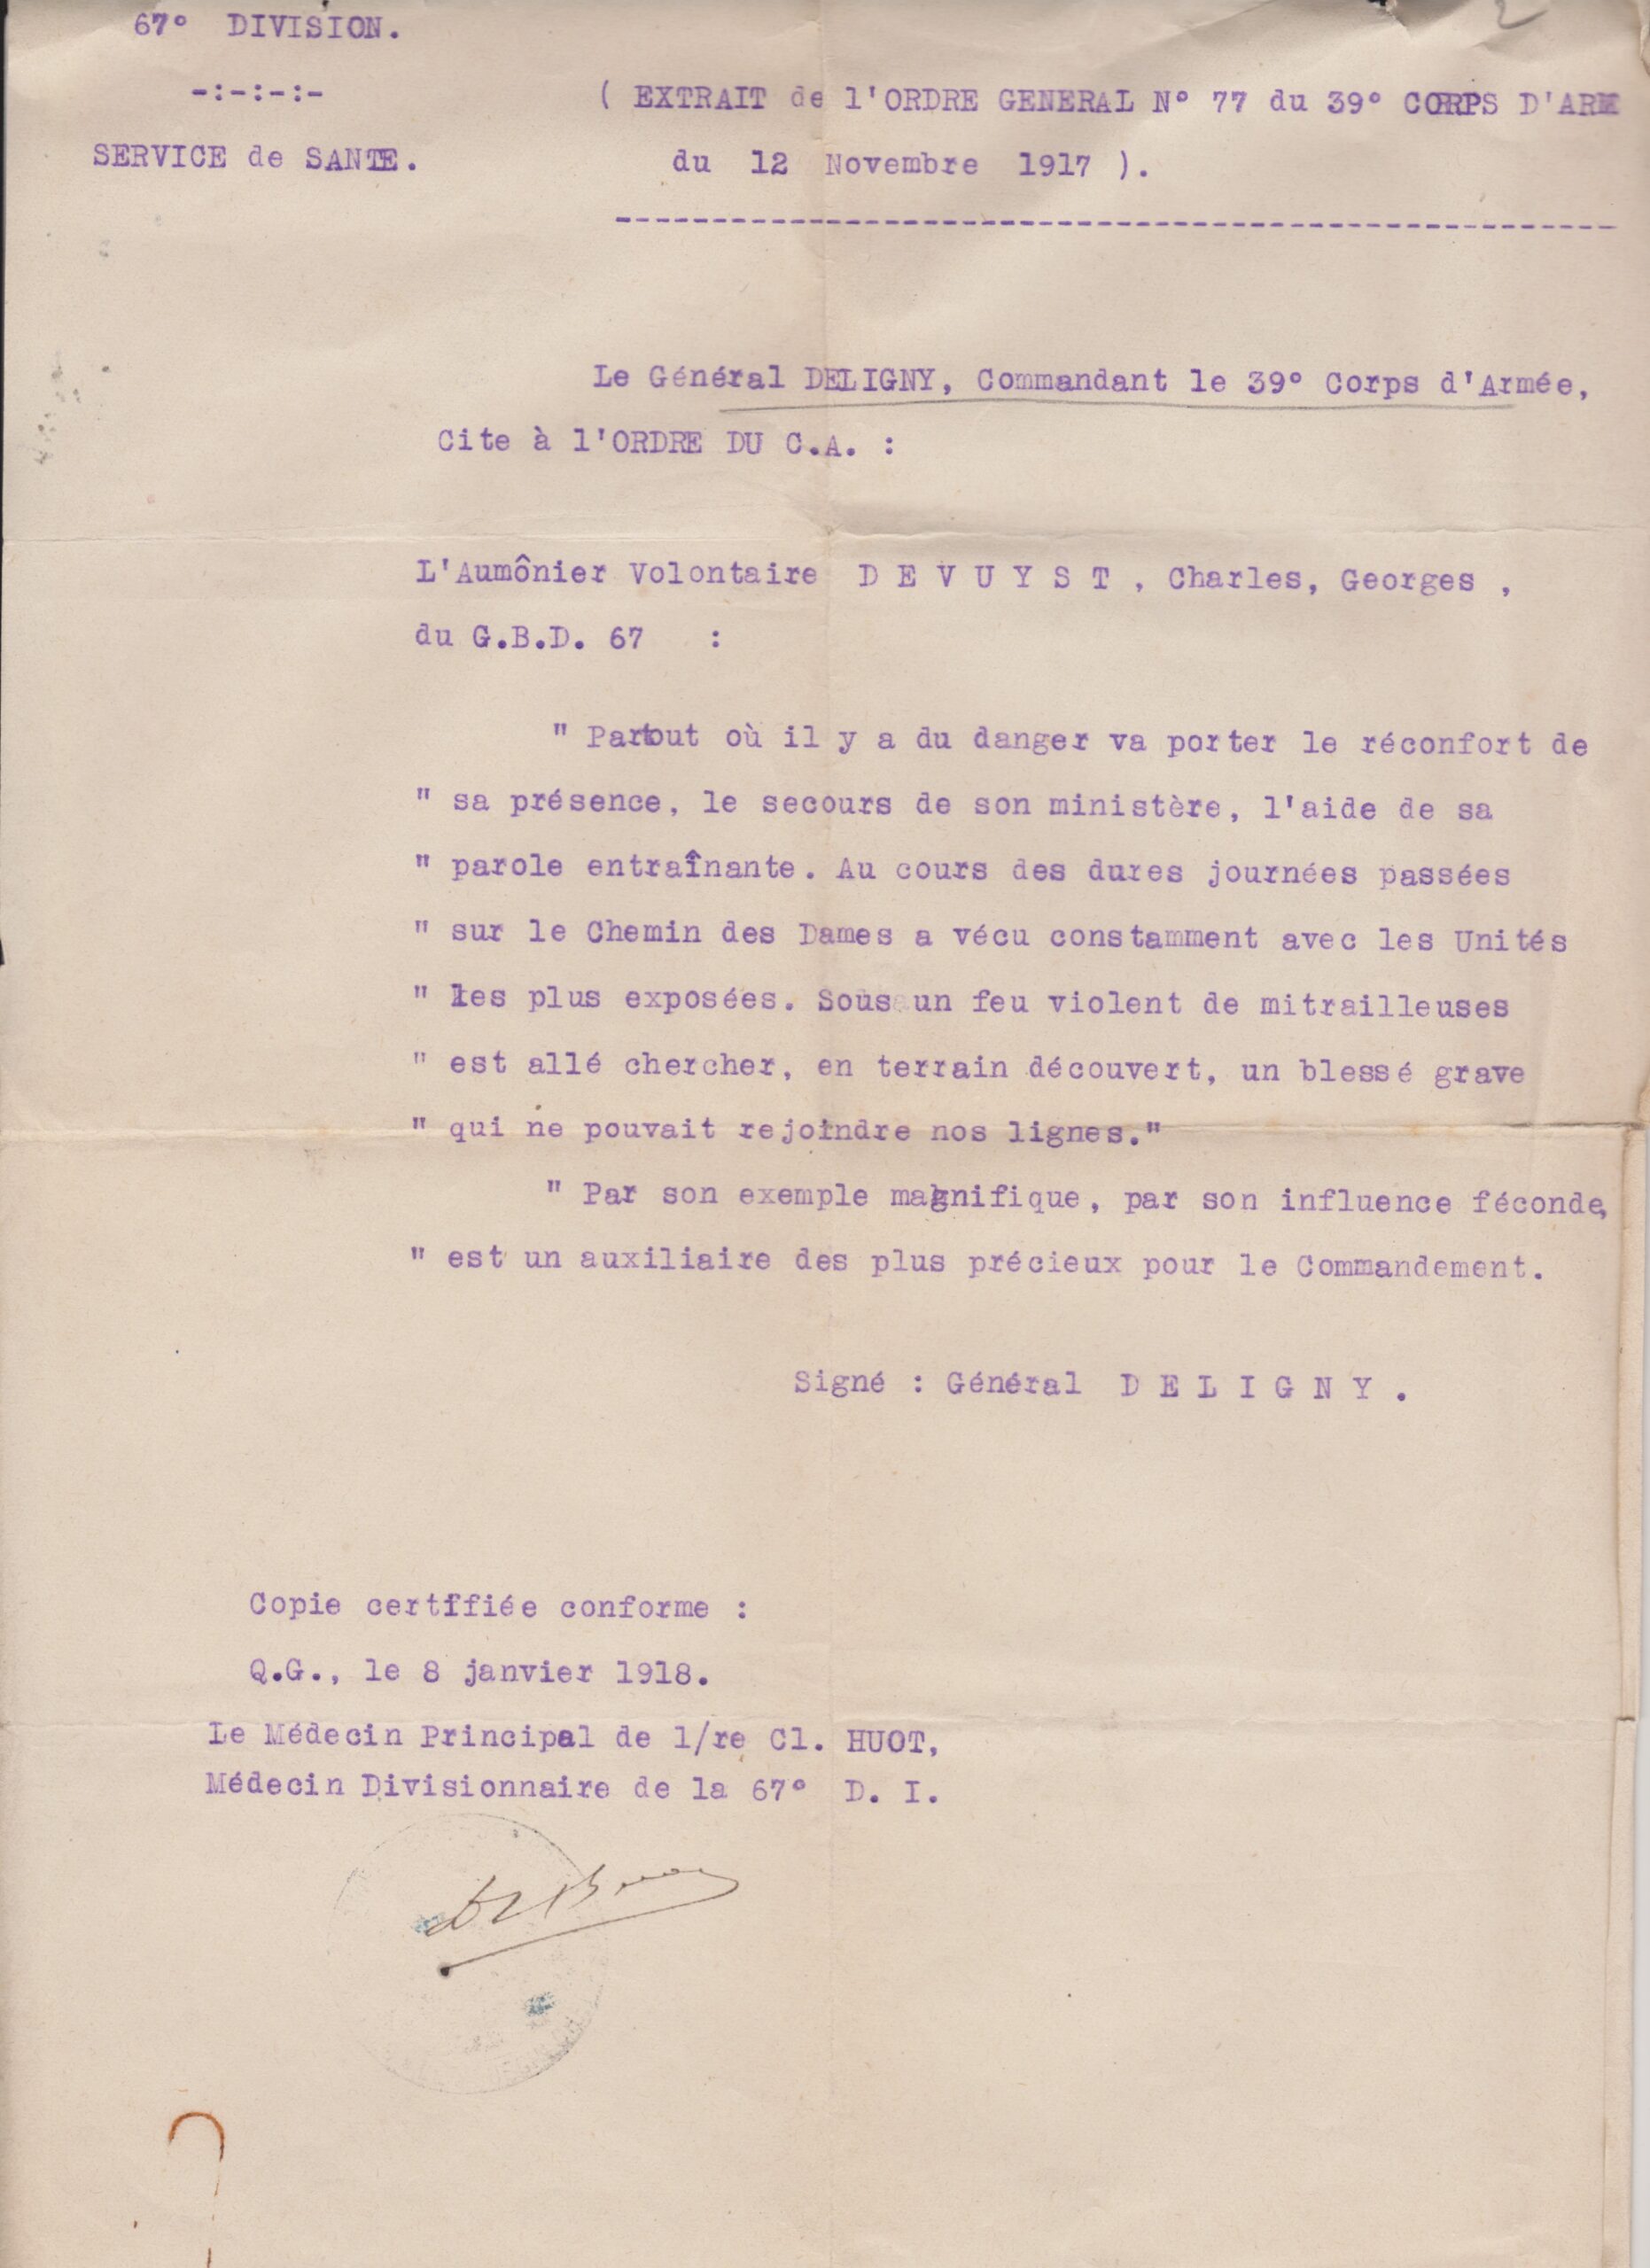 2
67° DIVISION.
-:-:-:-
SERVICE de SANTE.
( EXTRAIT de l'ORDRE GENERAL N° 77 du 39° CORPS D'ARM
du 12 Novembre 1917 ).
Le Général DELIGNY, Commandant le 39° Corps d'Armée,
Cite à l'ORDRE DU C.A. :
L'Aumônier Volontaire D E V U Y S T , Charles, Georges ,
du G.B.D. 67 :
" Partout où il y a du danger va porter le réconfort de
" sa présence, le secours de son ministère, l'aide de sa
" parole entraînante. Au cours des dures journées passées
" sur le Chemin des Dames a vécu constamment avec les Unités
" les plus exposées. Sous un feu violent de mitrailleuses
" est allé chercher, en terrain découvert, un blessé grave
" qui ne pouvait rejoindre nos lignes."
" Par son exemple magnifique, par son influence féconde,
" est un auxiliaire des plus précieux pour le Commandement.
Signé : Général D E L I G N Y .
Copie certifiée conforme :
Q.G., le 8 janvier 1918.
Le Médecin Principal de 1/re Cl. HUOT,
Médecin Divisionnaire de la 67° D. I.